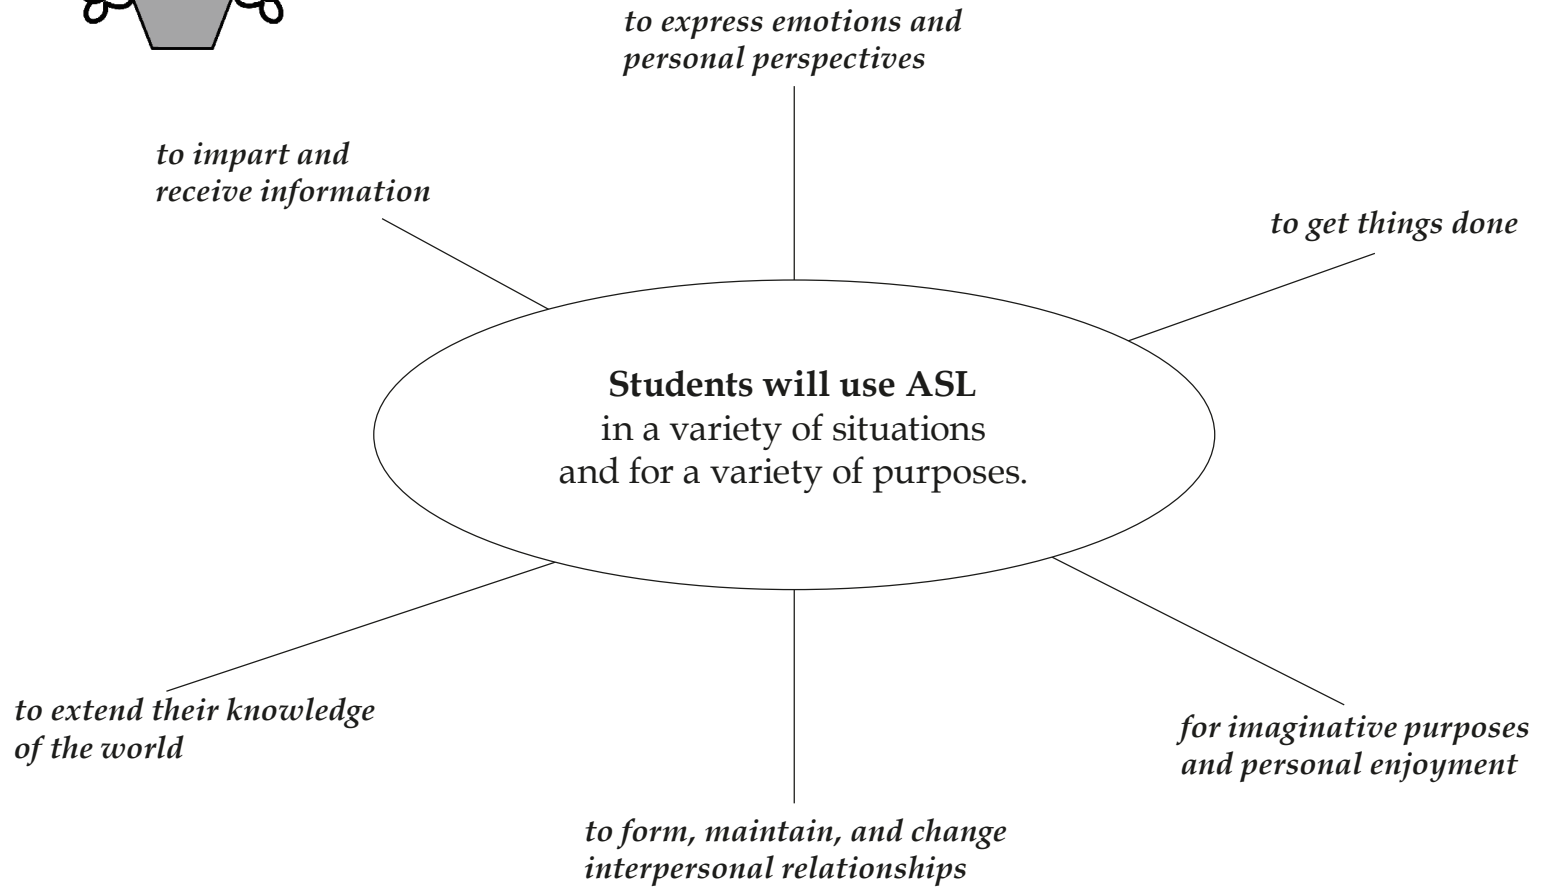 to express emotions and
personal perspectives
to impart and
receive information
to get things done
Students will use ASL
in a variety of situations
and for a variety of purposes.
to extend their knowledge
of the world
for imaginative purposes
and personal enjoyment
to form, maintain, and change
interpersonal relationships